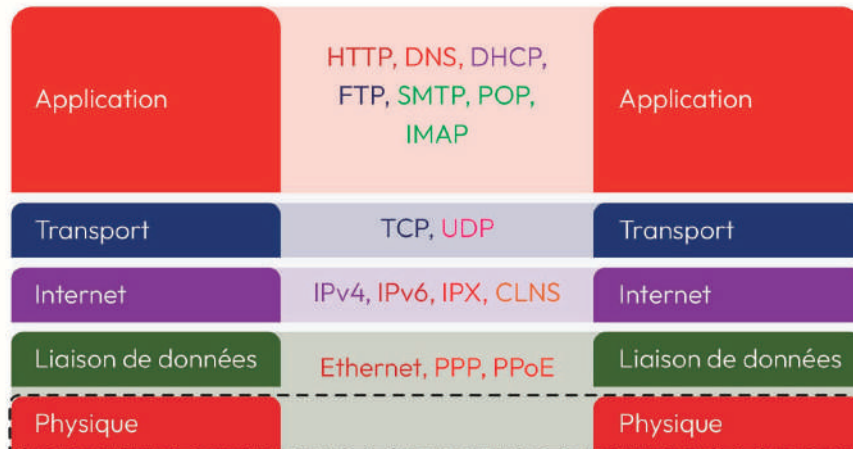 Application
HTTP, DNS, DHCP,
FTP, SMTP, POP,
IMAP
Application
Transport
TCP, UDP
Transport
Internet
IPv4, IPv6, IPX, CLNS
Internet
Liaison de données
Ethernet, PPP, PPoE
Liaison de données
Physique
Physique